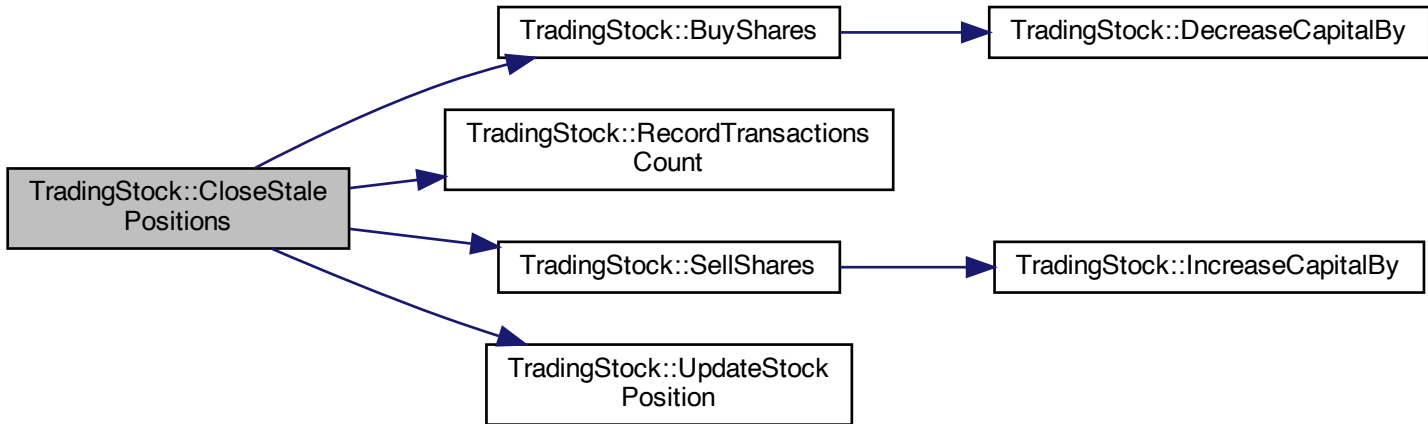 TradingStock::BuyShares
TradingStock::DecreaseCapitalBy
TradingStock::RecordTransactions
Count
TradingStock::CloseStale
Positions
TradingStock::SellShares
TradingStock::IncreaseCapitalBy
TradingStock::UpdateStock
Position